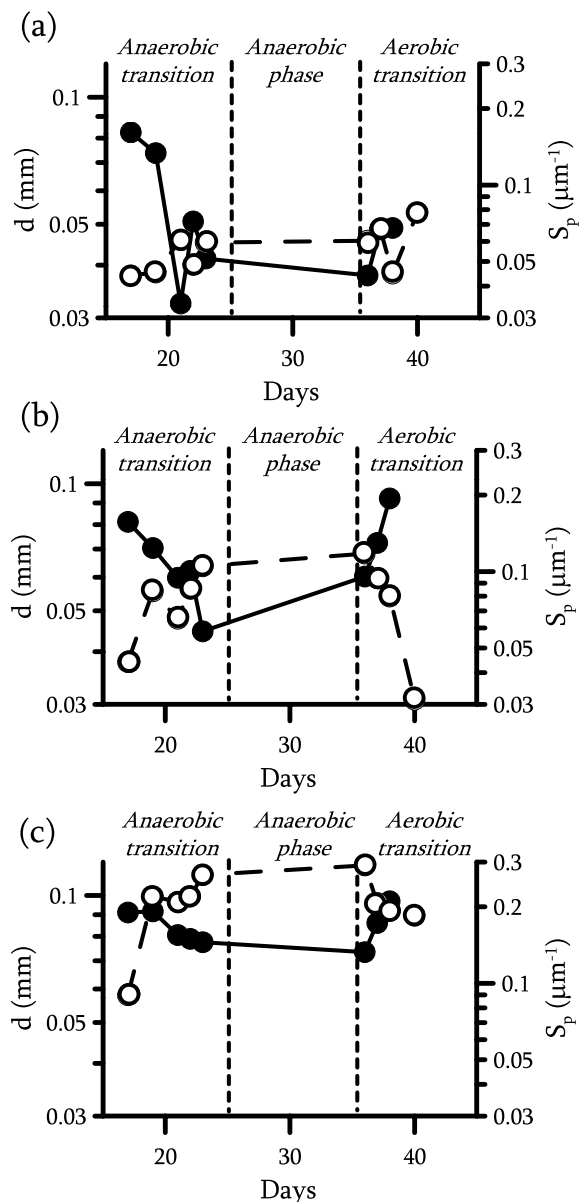 (a)
Anaerobic Anaerobic Aerobic
transition phase transition
0.1 0.3
0.2
d (mm) 0.1 Sₚ (μm⁻¹)
0.05 0.05
0.03 0.03
20 30 40
Days
(b)
Anaerobic Anaerobic Aerobic
transition phase transition
0.1 0.3
0.2
d (mm) 0.1 Sₚ (μm⁻¹)
0.05 0.05
0.03 0.03
20 30 40
Days
(c)
Anaerobic Anaerobic Aerobic
transition phase transition
0.1 0.3
0.2
d (mm) 0.1 Sₚ (μm⁻¹)
0.05 0.05
0.03 0.03
20 30 40
Days